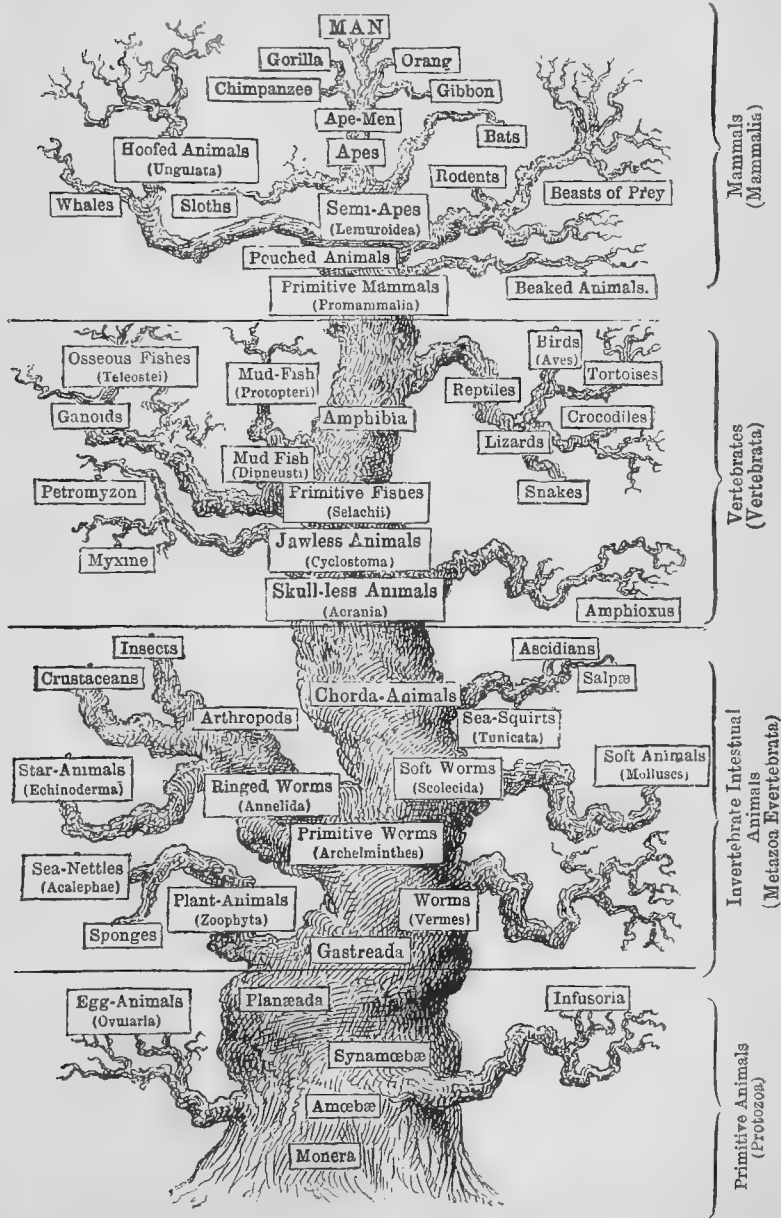 MAN
Gorilla
Orang
Chimpanzee
Gibbon
Ape-Men
Bats
Hoofed Animals
(Ungulata)
Apes
Rodents
Beasts of Prey
Whales
Sloths
Semi-Apes
(Lemuroidea)
Pouched Animals
Primitive Mammals
(Promammalia)
Beaked Animals.
Mammals
(Mammalia)
Osseous Fishes
(Teleostei)
Mud-Fish
(Protopteri)
Birds
(Aves)
Tortoises
Reptiles
Ganoids
Amphibia
Crocodiles
Lizards
Mud Fish
(Dipneusti)
Snakes
Petromyzon
Primitive Fishes
(Selachii)
Jawless Animals
(Cyclostoma)
Myxine
Skull-less Animals
(Acrania)
Amphioxus
Vertebrates
(Vertebrata)
Insects
Ascidians
Crustaceans
Salpæ
Chorda-Animals
Arthropods
Sea-Squirts
(Tunicata)
Star-Animals
(Echinoderma)
Ringed Worms
(Annelida)
Soft Worms
(Scolecida)
Soft Animals
(Molluscs)
Primitive Worms
(Archelminthes)
Sea-Nettles
(Acalephae)
Plant-Animals
(Zoophyta)
Worms
(Vermes)
Sponges
Gastreada
Invertebrate Intestinal
Animals
(Metazoa Evertebrata)
Egg-Animals
(Ovularia)
Planæada
Infusoria
Synamœbæ
Amœbæ
Monera
Primitive Animals
(Protozoa)